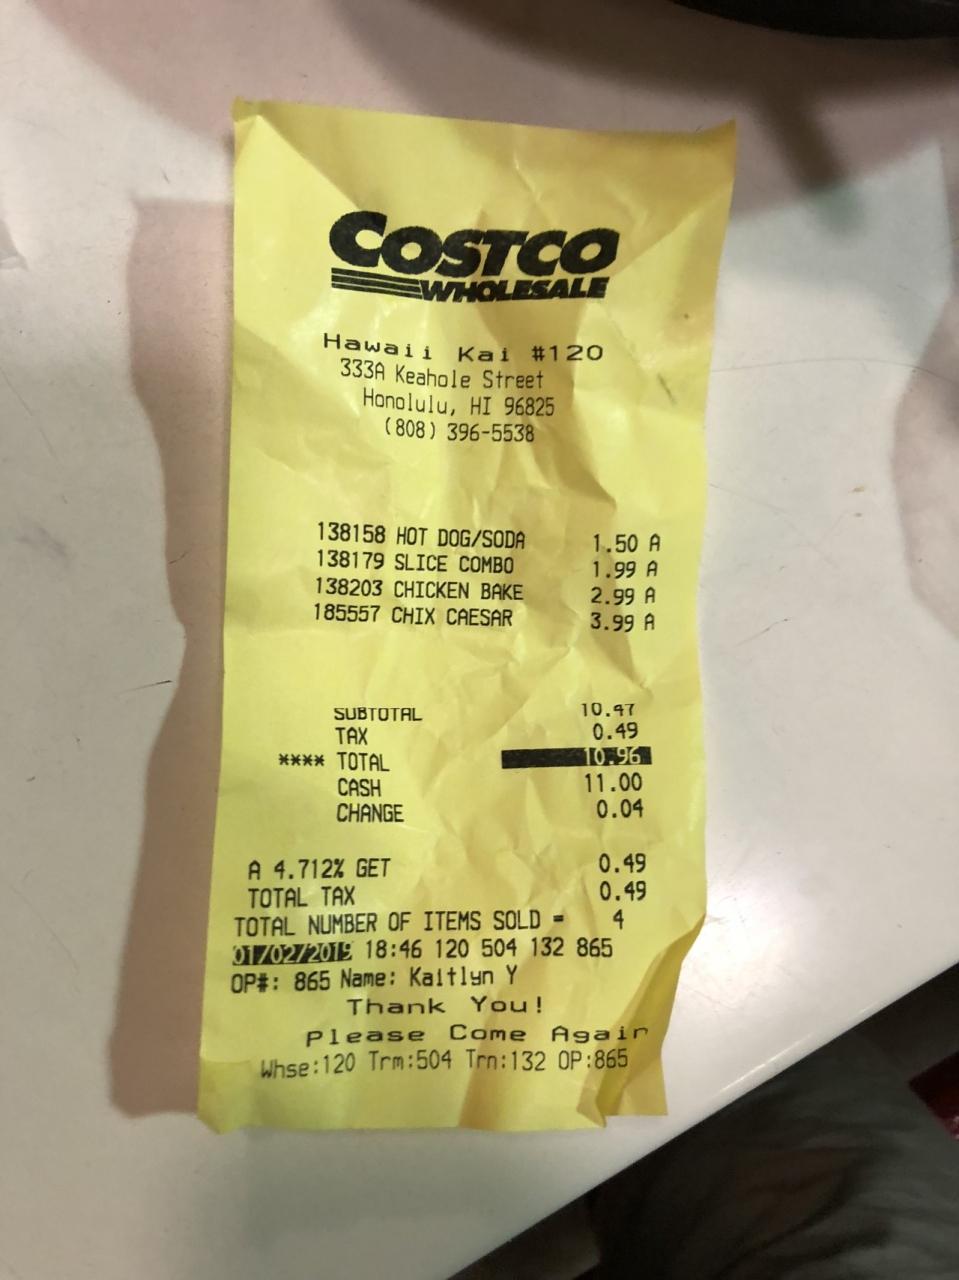 COSTCO
WHOLESALE
Hawaii Kai #120
333A Keahole Street
Honolulu, HI 96825
(808) 396-5538
138158 HOT DOG/SODA 1.50 A
138179 SLICE COMBO 1.99 A
138203 CHICKEN BAKE 2.99 A
185557 CHIX CAESAR 3.99 A
SUBTOTAL 10.47
TAX 0.49
**** TOTAL 10.96
CASH 11.00
CHANGE 0.04
A 4.712% GET 0.49
TOTAL TAX 0.49
TOTAL NUMBER OF ITEMS SOLD = 4
01/02/2019 18:46 120 504 132 865
OP#: 865 Name: Kaitlyn Y
Thank You!
Please Come Again
Whse:120 Trm:504 Trn:132 OP:865